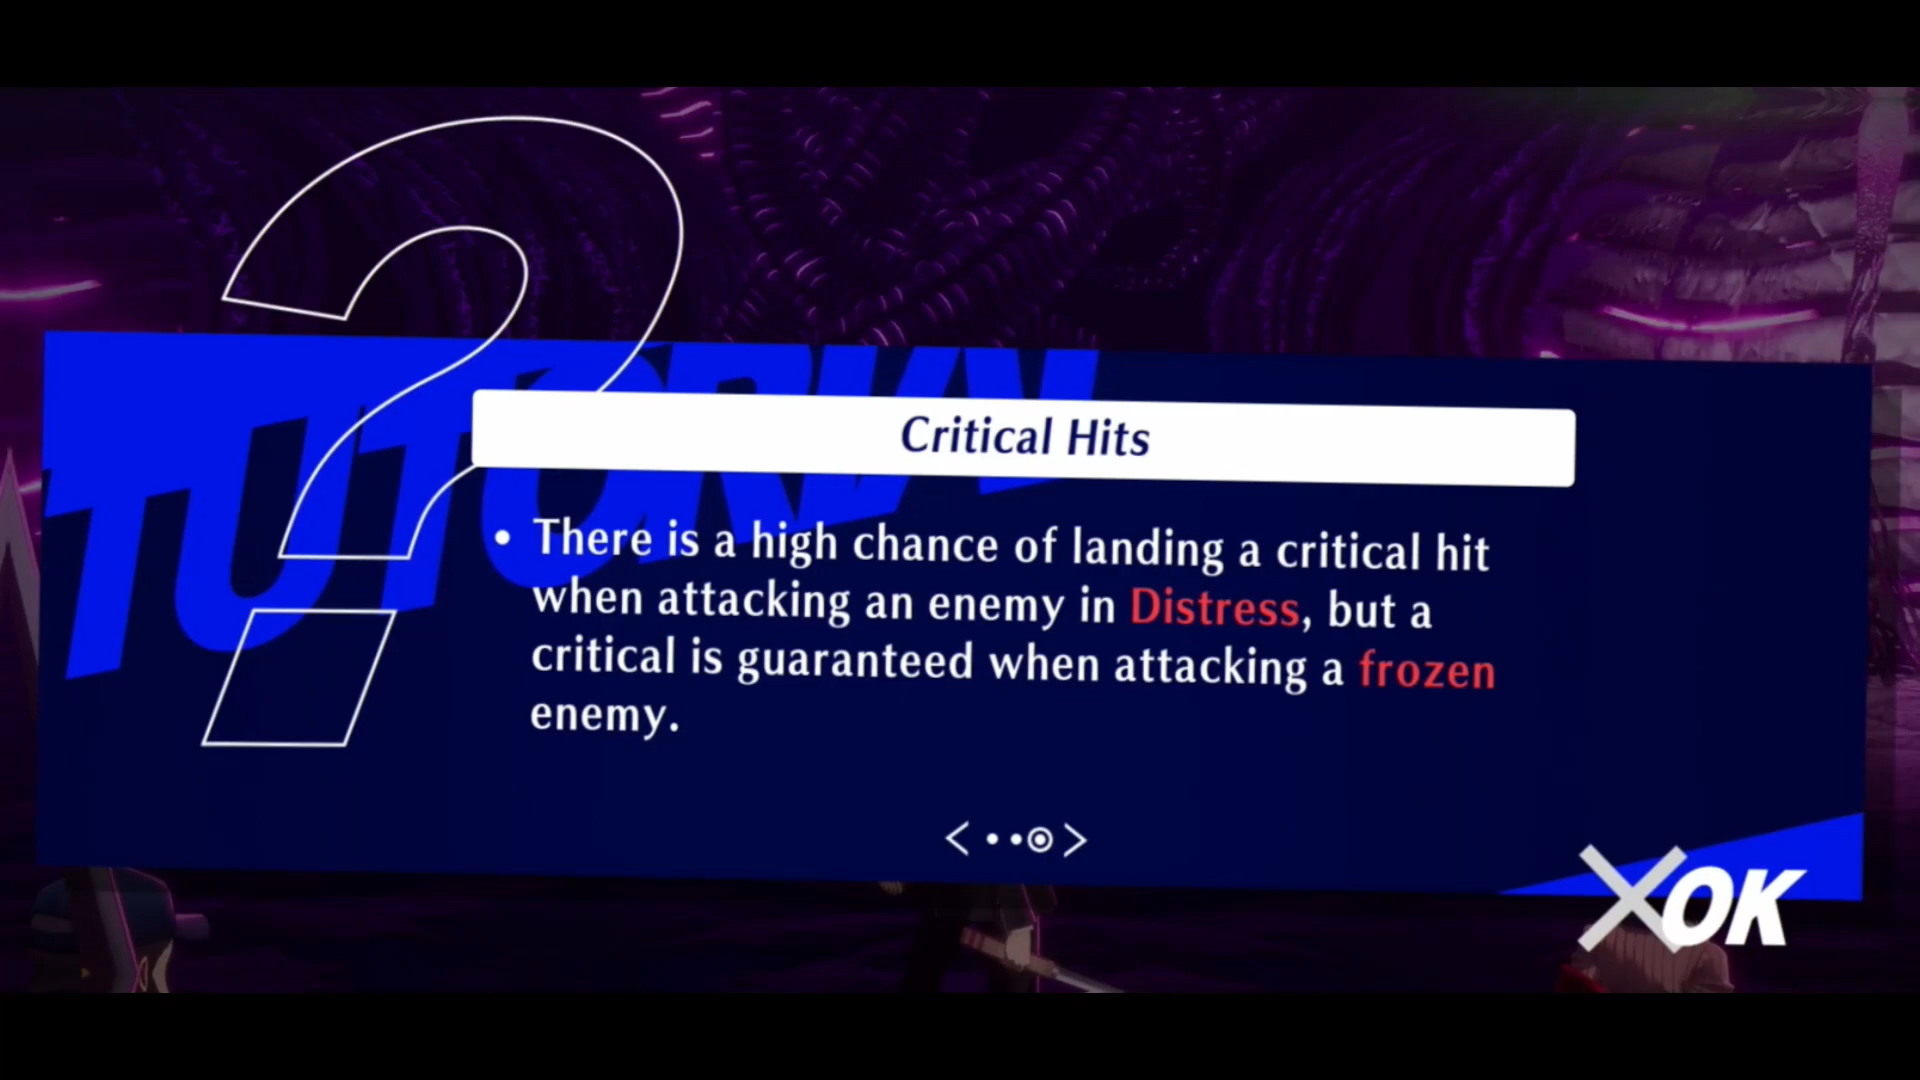 TUTORIAL
Critical Hits
• There is a high chance of landing a critical hit
when attacking an enemy in Distress, but a
critical is guaranteed when attacking a frozen
enemy.
OK